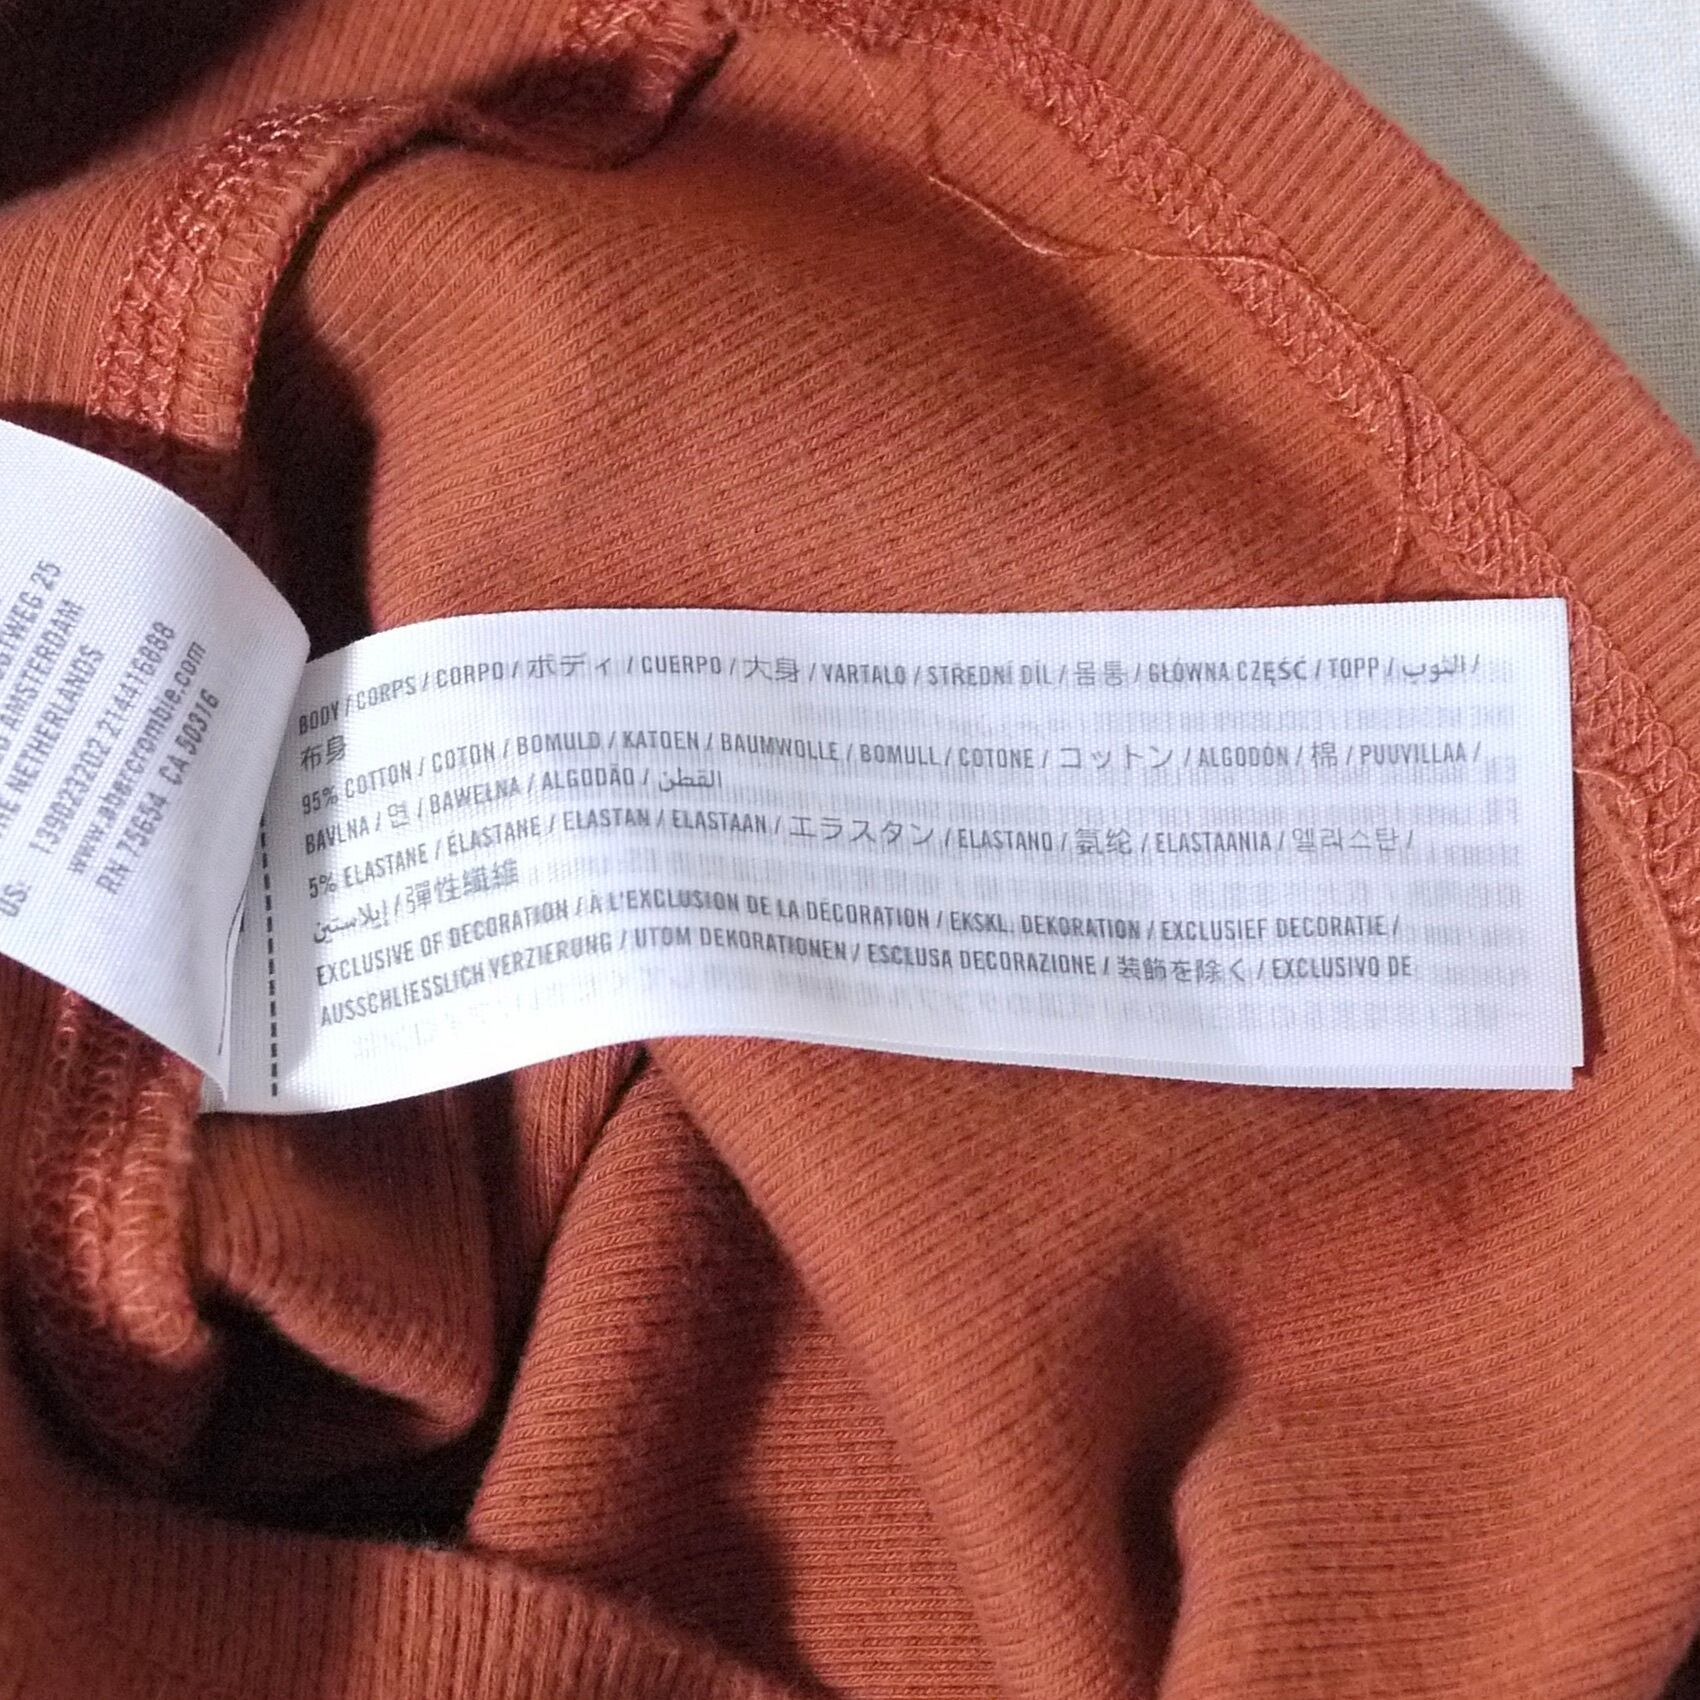 STWEG 25
AMSTERDAM
THE NETHERLANDS
139023202 214416888
www.abercrombie.com
US: RN 75654 CA 50316
BODY / CORPS / CORPO / ボディ / CUERPO / 大身 / VARTALO / STŘEDNÍ DÍL / 몸통 / GŁÓWNA CZĘŚĆ / TOPP / الثوب /
布身
95% COTTON / COTON / BOMULD / KATOEN / BAUMWOLLE / BOMULL / COTONE / コットン / ALGODÓN / 棉 / PUUVILLAA /
BAVLNA / 면 / BAWEŁNA / ALGODÃO / القطن
5% ELASTANE / ÉLASTANE / ELASTAN / ELASTAAN / エラスタン / ELASTANO / 氨纶 / ELASTAANIA / 엘라스탄 /
إيلاستين / 彈性纖維
EXCLUSIVE OF DECORATION / À L'EXCLUSION DE LA DÉCORATION / EKSKL. DEKORATION / EXCLUSIEF DECORATIE /
AUSSCHLIESSLICH VERZIERUNG / UTOM DEKORATIONEN / ESCLUSA DECORAZIONE / 装飾を除く / EXCLUSIVO DE